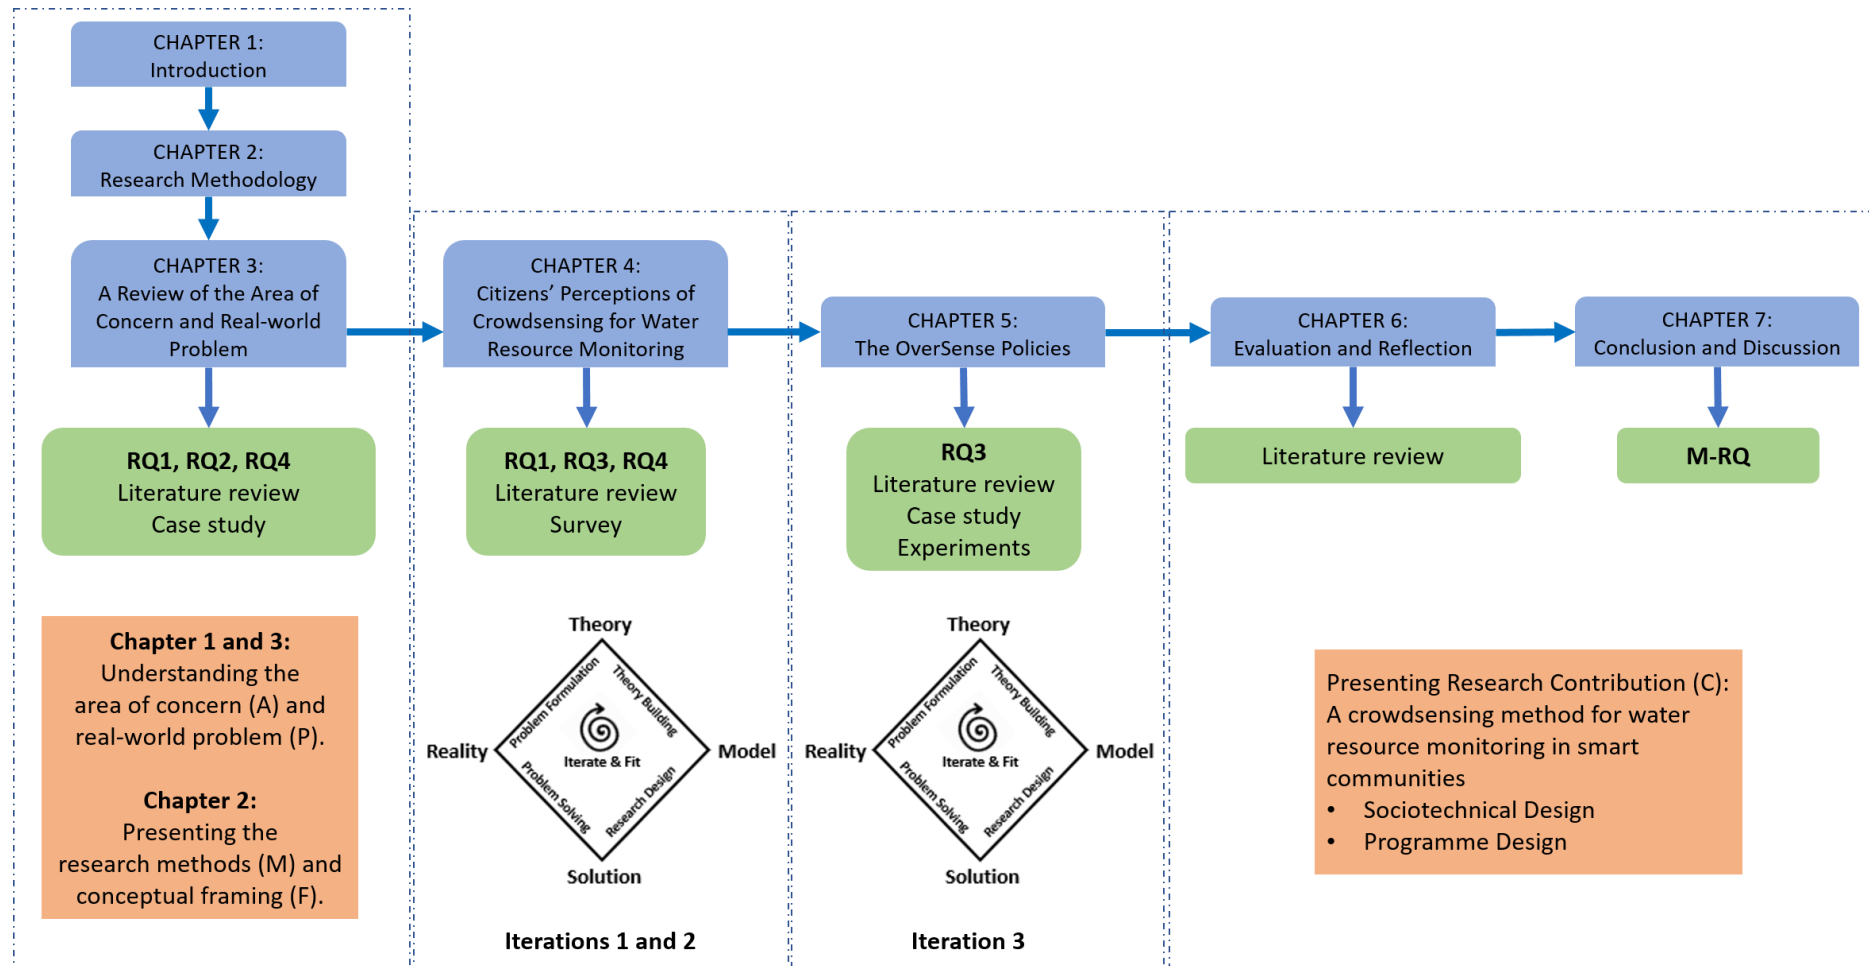 CHAPTER 1:
Introduction
CHAPTER 2:
Research Methodology
CHAPTER 3:
A Review of the Area of
Concern and Real-world
Problem
CHAPTER 4:
Citizens’ Perceptions of
Crowdsensing for Water
Resource Monitoring
CHAPTER 5:
The OverSense Policies
CHAPTER 6:
Evaluation and Reflection
CHAPTER 7:
Conclusion and Discussion
RQ1, RQ2, RQ4
Literature review
Case study
RQ1, RQ3, RQ4
Literature review
Survey
RQ3
Literature review
Case study
Experiments
Literature review
M-RQ
Chapter 1 and 3:
Understanding the
area of concern (A) and
real-world problem (P).
Chapter 2:
Presenting the
research methods (M) and
conceptual framing (F).
Theory
Problem Formulation
Theory Building
Reality
Iterate & Fit
Model
Problem Solving
Research Design
Solution
Iterations 1 and 2
Theory
Problem Formulation
Theory Building
Reality
Iterate & Fit
Model
Problem Solving
Research Design
Solution
Iteration 3
Presenting Research Contribution (C):
A crowdsensing method for water
resource monitoring in smart
communities
• Sociotechnical Design
• Programme Design